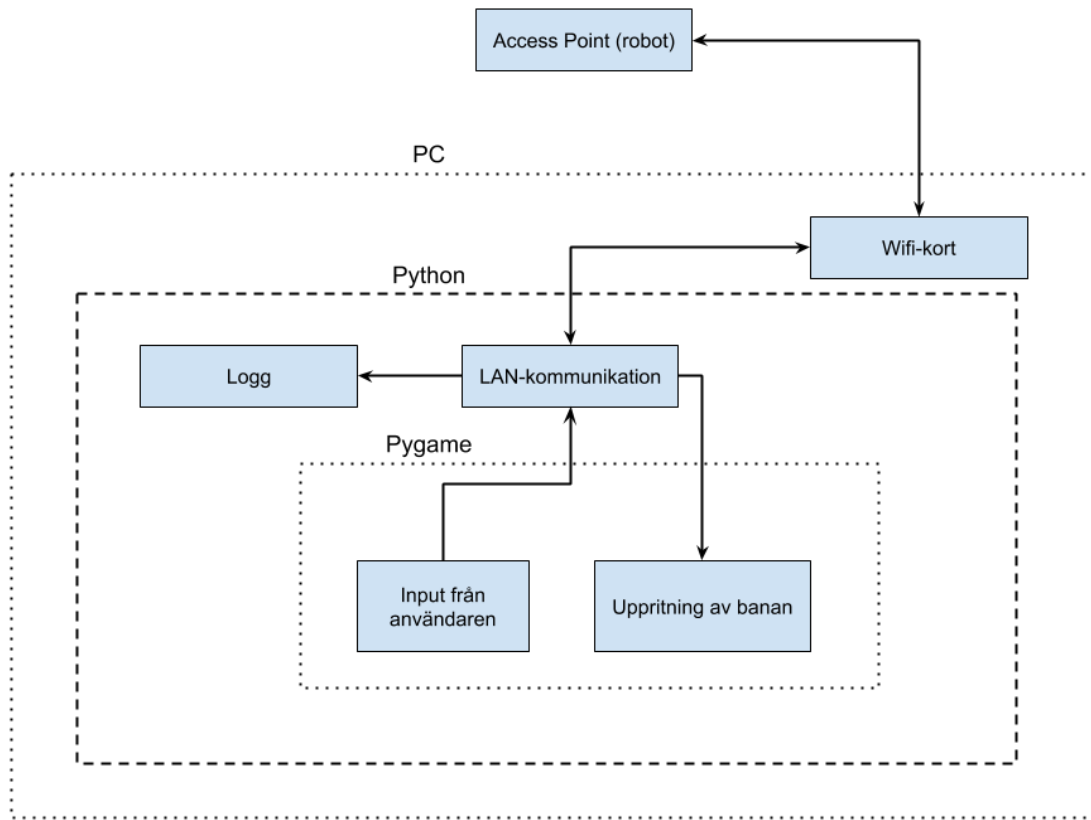 Access Point (robot)
PC
Wifi-kort
Python
Logg
LAN-kommunikation
Pygame
Input från
användaren
Uppritning av banan